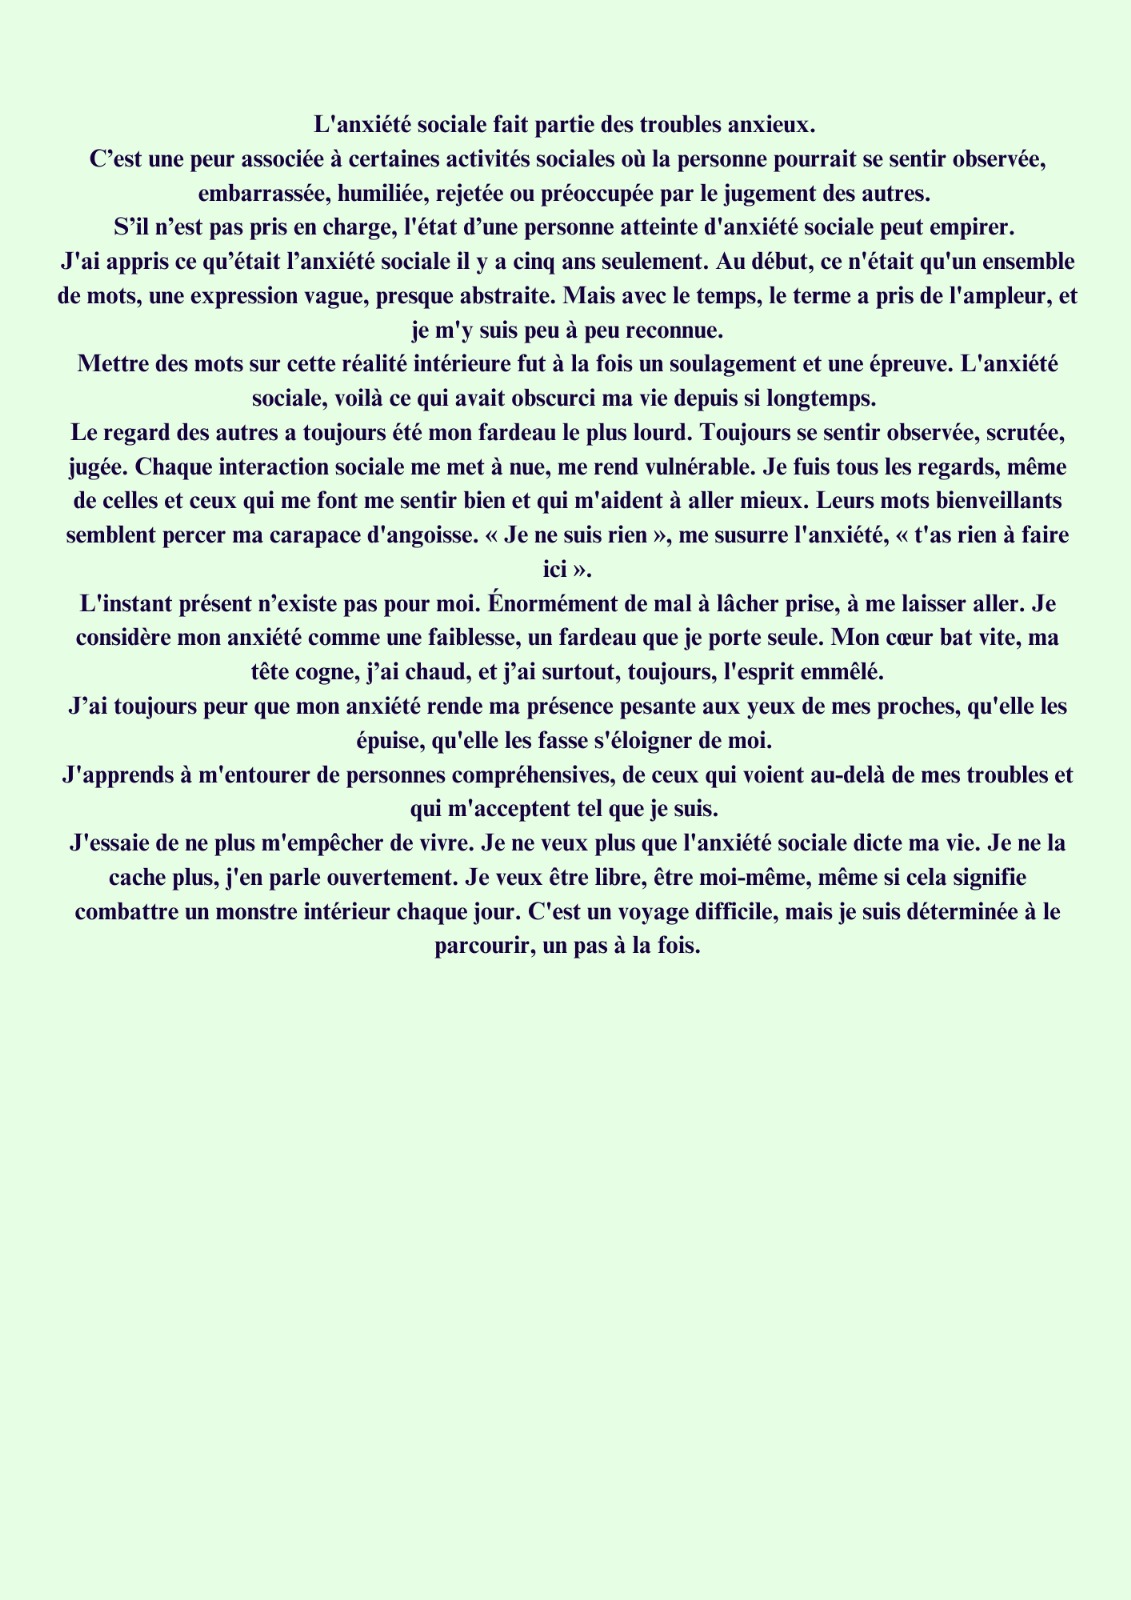 L'anxiété sociale fait partie des troubles anxieux.
C’est une peur associée à certaines activités sociales où la personne pourrait se sentir observée,
embarrassée, humiliée, rejetée ou préoccupée par le jugement des autres.
S’il n’est pas pris en charge, l'état d’une personne atteinte d'anxiété sociale peut empirer.
J'ai appris ce qu’était l’anxiété sociale il y a cinq ans seulement. Au début, ce n'était qu'un ensemble
de mots, une expression vague, presque abstraite. Mais avec le temps, le terme a pris de l'ampleur, et
je m'y suis peu à peu reconnue.
Mettre des mots sur cette réalité intérieure fut à la fois un soulagement et une épreuve. L'anxiété
sociale, voilà ce qui avait obscurci ma vie depuis si longtemps.
Le regard des autres a toujours été mon fardeau le plus lourd. Toujours se sentir observée, scrutée,
jugée. Chaque interaction sociale me met à nue, me rend vulnérable. Je fuis tous les regards, même
de celles et ceux qui me font me sentir bien et qui m'aident à aller mieux. Leurs mots bienveillants
semblent percer ma carapace d'angoisse. « Je ne suis rien », me susurre l'anxiété, « t'as rien à faire
ici ».
L'instant présent n’existe pas pour moi. Énormément de mal à lâcher prise, à me laisser aller. Je
considère mon anxiété comme une faiblesse, un fardeau que je porte seule. Mon cœur bat vite, ma
tête cogne, j’ai chaud, et j’ai surtout, toujours, l'esprit emmêlé.
J’ai toujours peur que mon anxiété rende ma présence pesante aux yeux de mes proches, qu'elle les
épuise, qu'elle les fasse s'éloigner de moi.
J'apprends à m'entourer de personnes compréhensives, de ceux qui voient au-delà de mes troubles et
qui m'acceptent tel que je suis.
J'essaie de ne plus m'empêcher de vivre. Je ne veux plus que l'anxiété sociale dicte ma vie. Je ne la
cache plus, j'en parle ouvertement. Je veux être libre, être moi-même, même si cela signifie
combattre un monstre intérieur chaque jour. C'est un voyage difficile, mais je suis déterminée à le
parcourir, un pas à la fois.